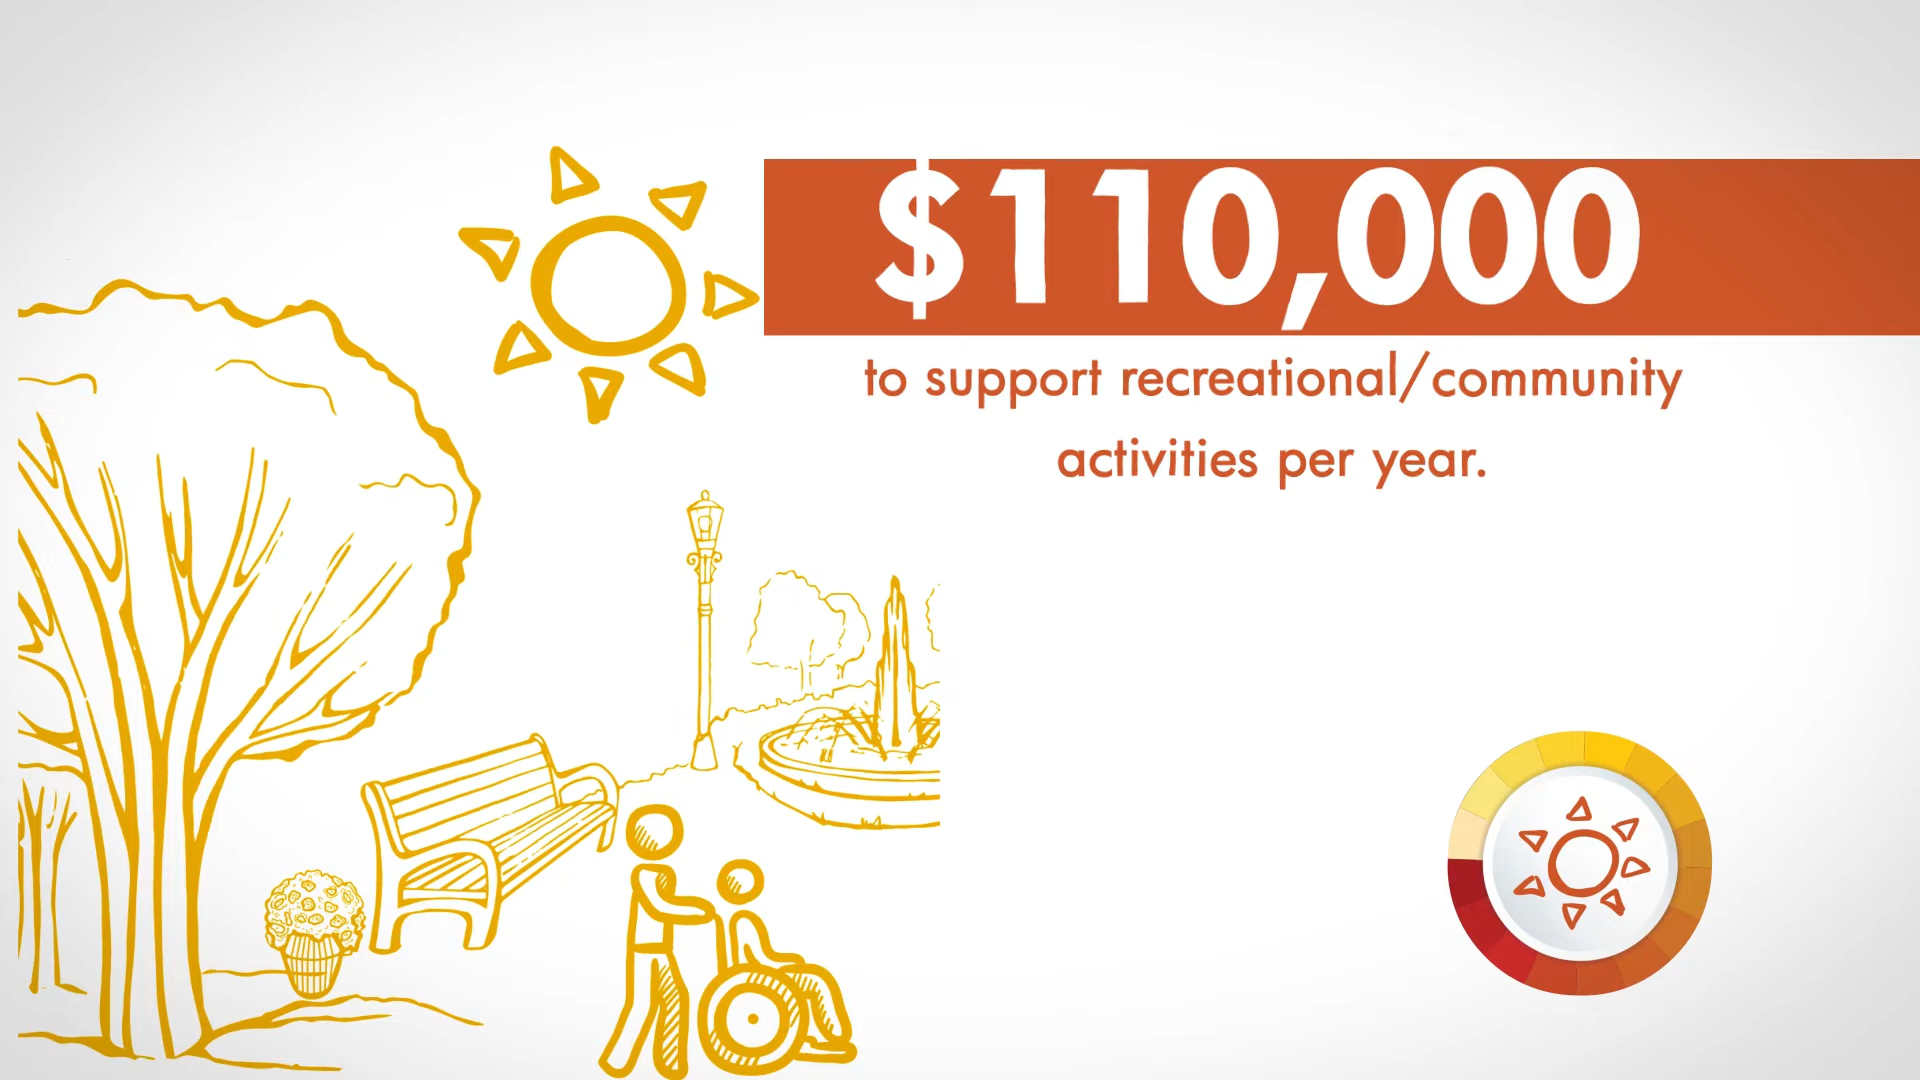 $110,000
to support recreational/community
activities per year.